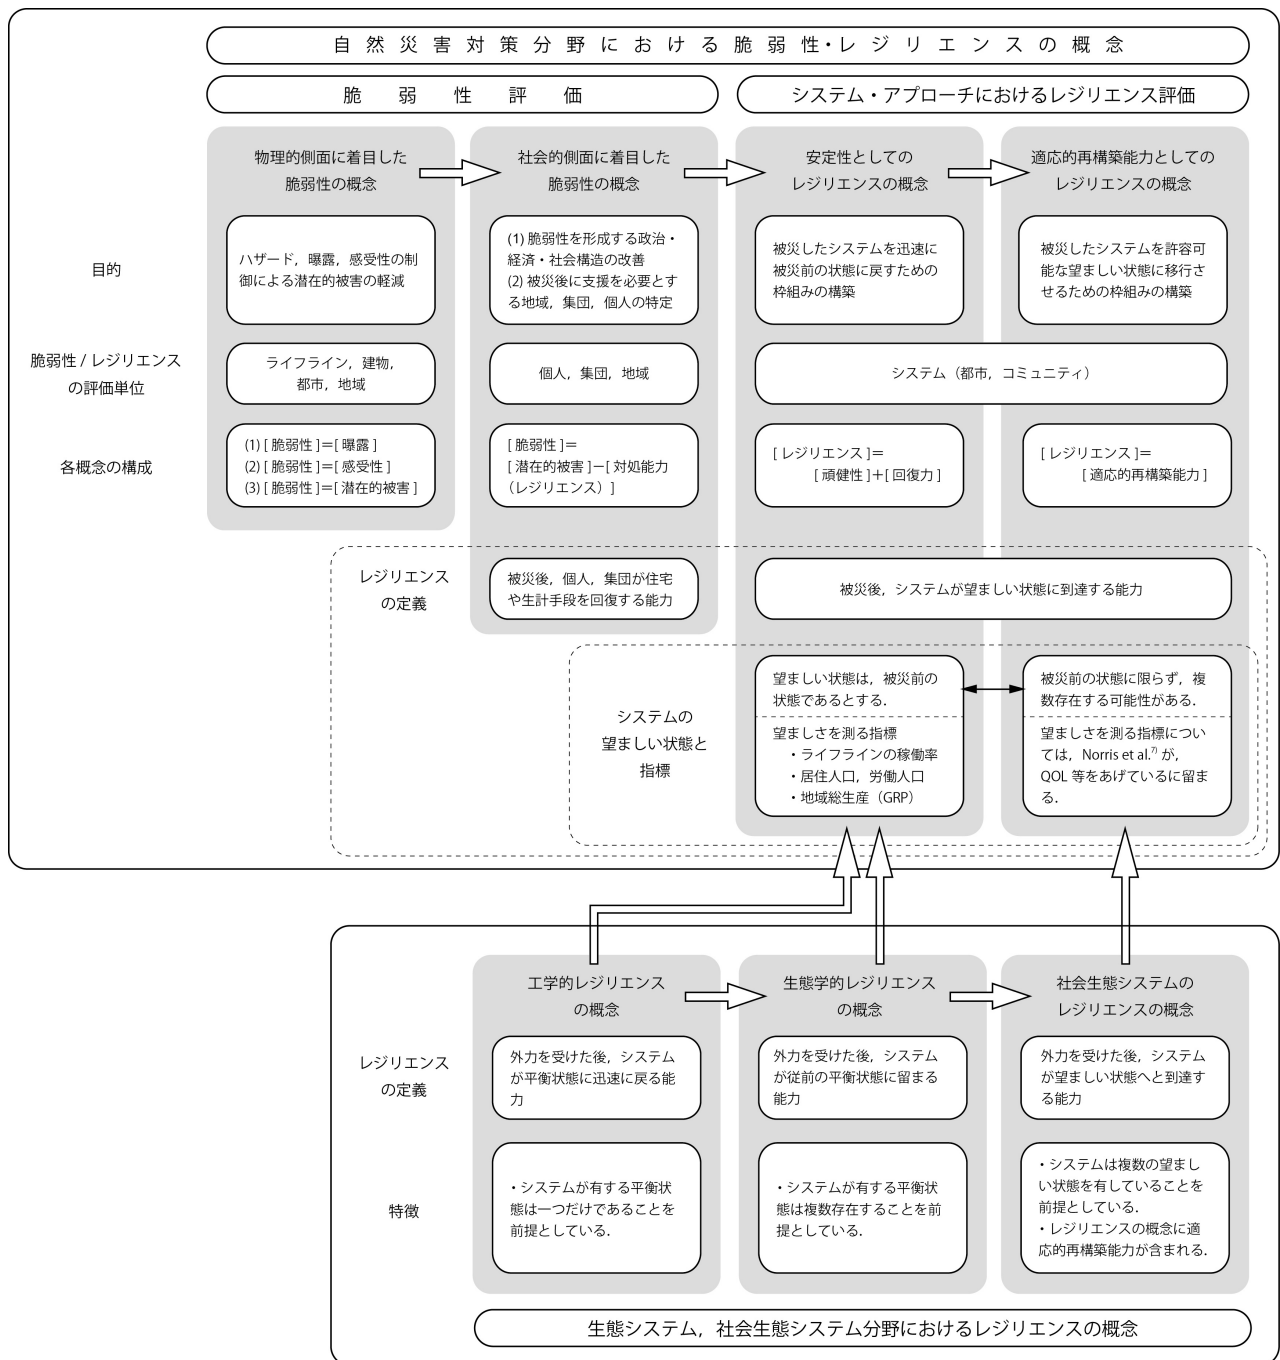 自然災害対策分野における脆弱性・レジリエンスの概念
脆弱性評価
システム・アプローチにおけるレジリエンス評価
物理的側面に着目した
脆弱性の概念
社会的側面に着目した
脆弱性の概念
安定性としての
レジリエンスの概念
適応的再構築能力としての
レジリエンスの概念
目的
ハザード，曝露，感受性の制
御による潜在的被害の軽減
(1) 脆弱性を形成する政治・
経済・社会構造の改善
(2) 被災後に支援を必要とす
る地域，集団，個人の特定
被災したシステムを迅速に
被災前の状態に戻すための
枠組みの構築
被災したシステムを許容可
能な望ましい状態に移行さ
せるための枠組みの構築
脆弱性 / レジリエンス
の評価単位
ライフライン，建物，
都市，地域
個人，集団，地域
システム（都市，コミュニティ）
各概念の構成
(1) [ 脆弱性 ]＝[ 曝露 ]
(2) [ 脆弱性 ]＝[ 感受性 ]
(3) [ 脆弱性 ]＝[ 潜在的被害 ]
[ 脆弱性 ]＝
[ 潜在的被害 ]－[ 対処能力
（レジリエンス）]
[ レジリエンス ]＝
[ 頑健性 ]＋[ 回復力 ]
[ レジリエンス ]＝
[ 適応的再構築能力 ]
レジリエンス
の定義
被災後，個人，集団が住宅
や生計手段を回復する能力
被災後，システムが望ましい状態に到達する能力
システムの
望ましい状態と
指標
望ましい状態は，被災前の
状態であるとする．
望ましさを測る指標
・ライフラインの稼働率
・居住人口，労働人口
・地域総生産（GRP）
被災前の状態に限らず，複
数存在する可能性がある．
望ましさを測る指標につい
ては，Norris et al.7) が，
QOL 等をあげているに留ま
る．
工学的レジリエンス
の概念
生態学的レジリエンス
の概念
社会生態システムの
レジリエンスの概念
レジリエンス
の定義
外力を受けた後，システム
が平衡状態に迅速に戻る能
力
外力を受けた後，システム
が従前の平衡状態に留まる
能力
外力を受けた後，システム
が望ましい状態へと到達す
る能力
特徴
・システムが有する平衡状
態は一つだけであることを
前提としている．
・システムが有する平衡状
態は複数存在することを前
提としている．
・システムは複数の望まし
い状態を有していることを
前提としている．
・レジリエンスの概念に適
応的再構築能力が含まれる．
生態システム，社会生態システム分野におけるレジリエンスの概念